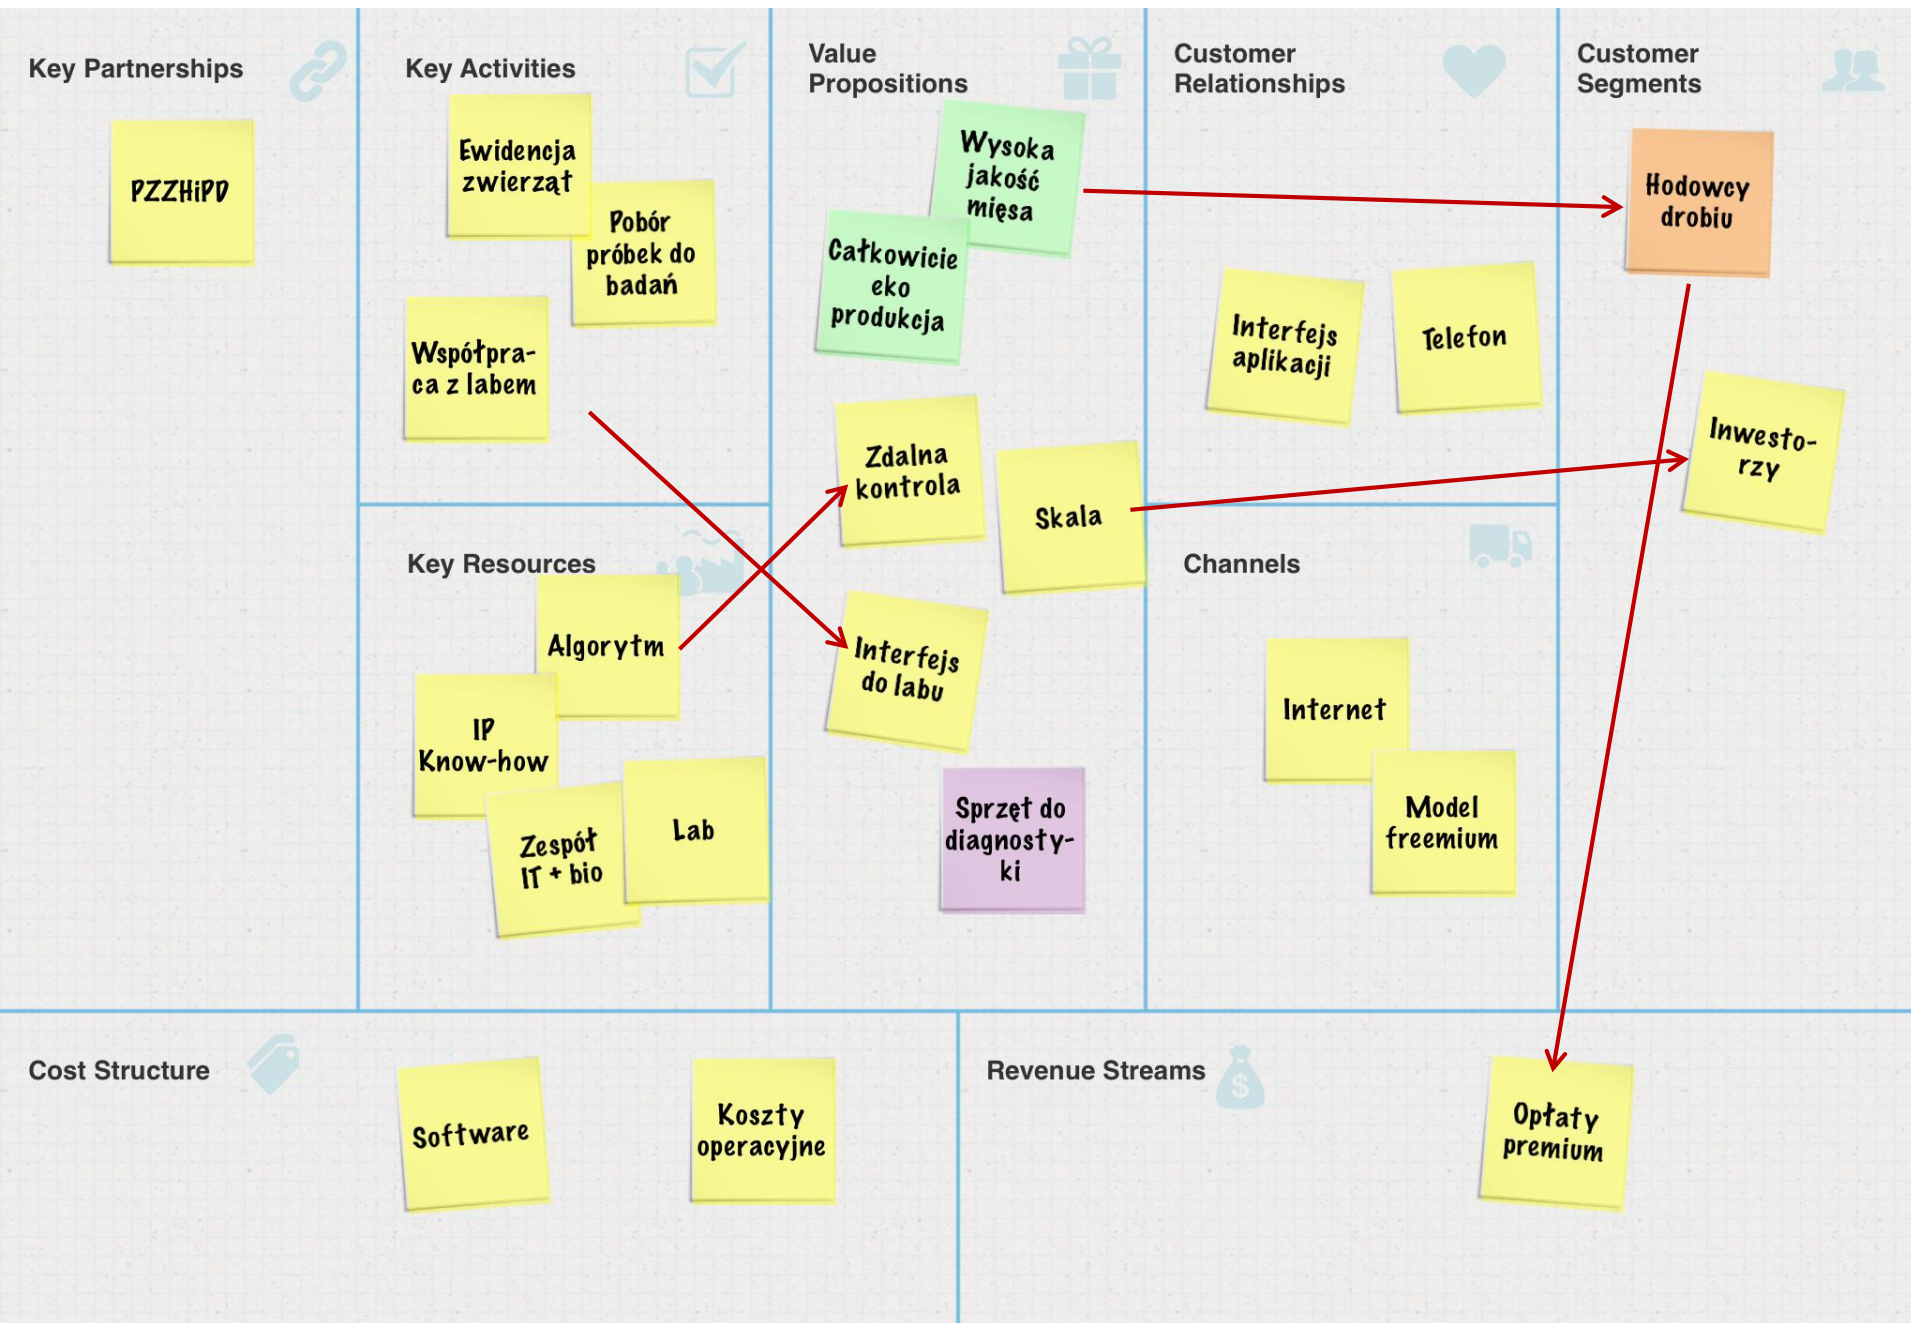 Key Partnerships
PZZHiPD
Key Activities
Ewidencja
zwierząt
Pobór
próbek do
badań
Współpra-
ca z labem
Key Resources
Algorytm
IP
Know-how
Zespół
IT + bio
Lab
Value
Propositions
Wysoka
jakość
mięsa
Całkowicie
eko
produkcja
Zdalna
kontrola
Skala
Interfejs
do labu
Sprzęt do
diagnosty-
ki
Customer
Relationships
Interfejs
aplikacji
Telefon
Channels
Internet
Model
freemium
Customer
Segments
Hodowcy
drobiu
Inwesto-
rzy
Cost Structure
Software
Koszty
operacyjne
Revenue Streams
$
Opłaty
premium